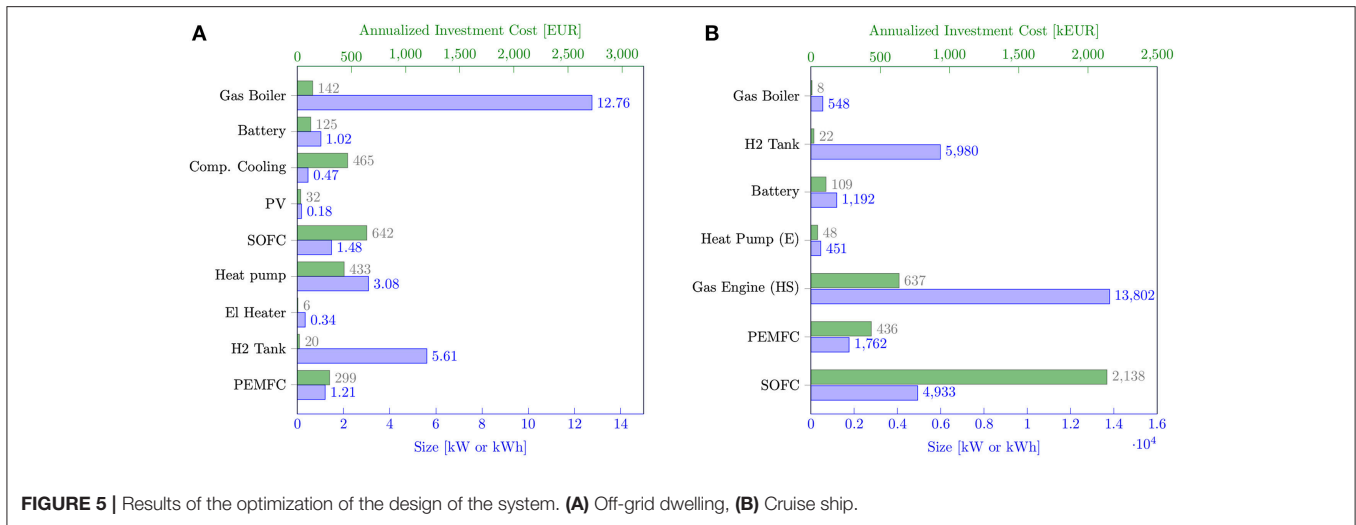 A
Annualized Investment Cost [EUR]
0 500 1,000 1,500 2,000 2,500 3,000
Gas Boiler 142 12.76
Battery 125 1.02
Comp. Cooling 465 0.47
PV 32 0.18
SOFC 642 1.48
Heat pump 433 3.08
El Heater 6 0.34
H2 Tank 20 5.61
PEMFC 299 1.21
0 2 4 6 8 10 12 14
Size [kW or kWh]
B
Annualized Investment Cost [kEUR]
0 500 1,000 1,500 2,000 2,500
Gas Boiler 8 548
H2 Tank 22 5,980
Battery 109 1,192
Heat Pump (E) 48 451
Gas Engine (HS) 637 13,802
PEMFC 436 1,762
SOFC 2,138 4,933
0 0.2 0.4 0.6 0.8 1 1.2 1.4 1.6
·10^4
Size [kW or kWh]
FIGURE 5 | Results of the optimization of the design of the system. (A) Off-grid dwelling, (B) Cruise ship.